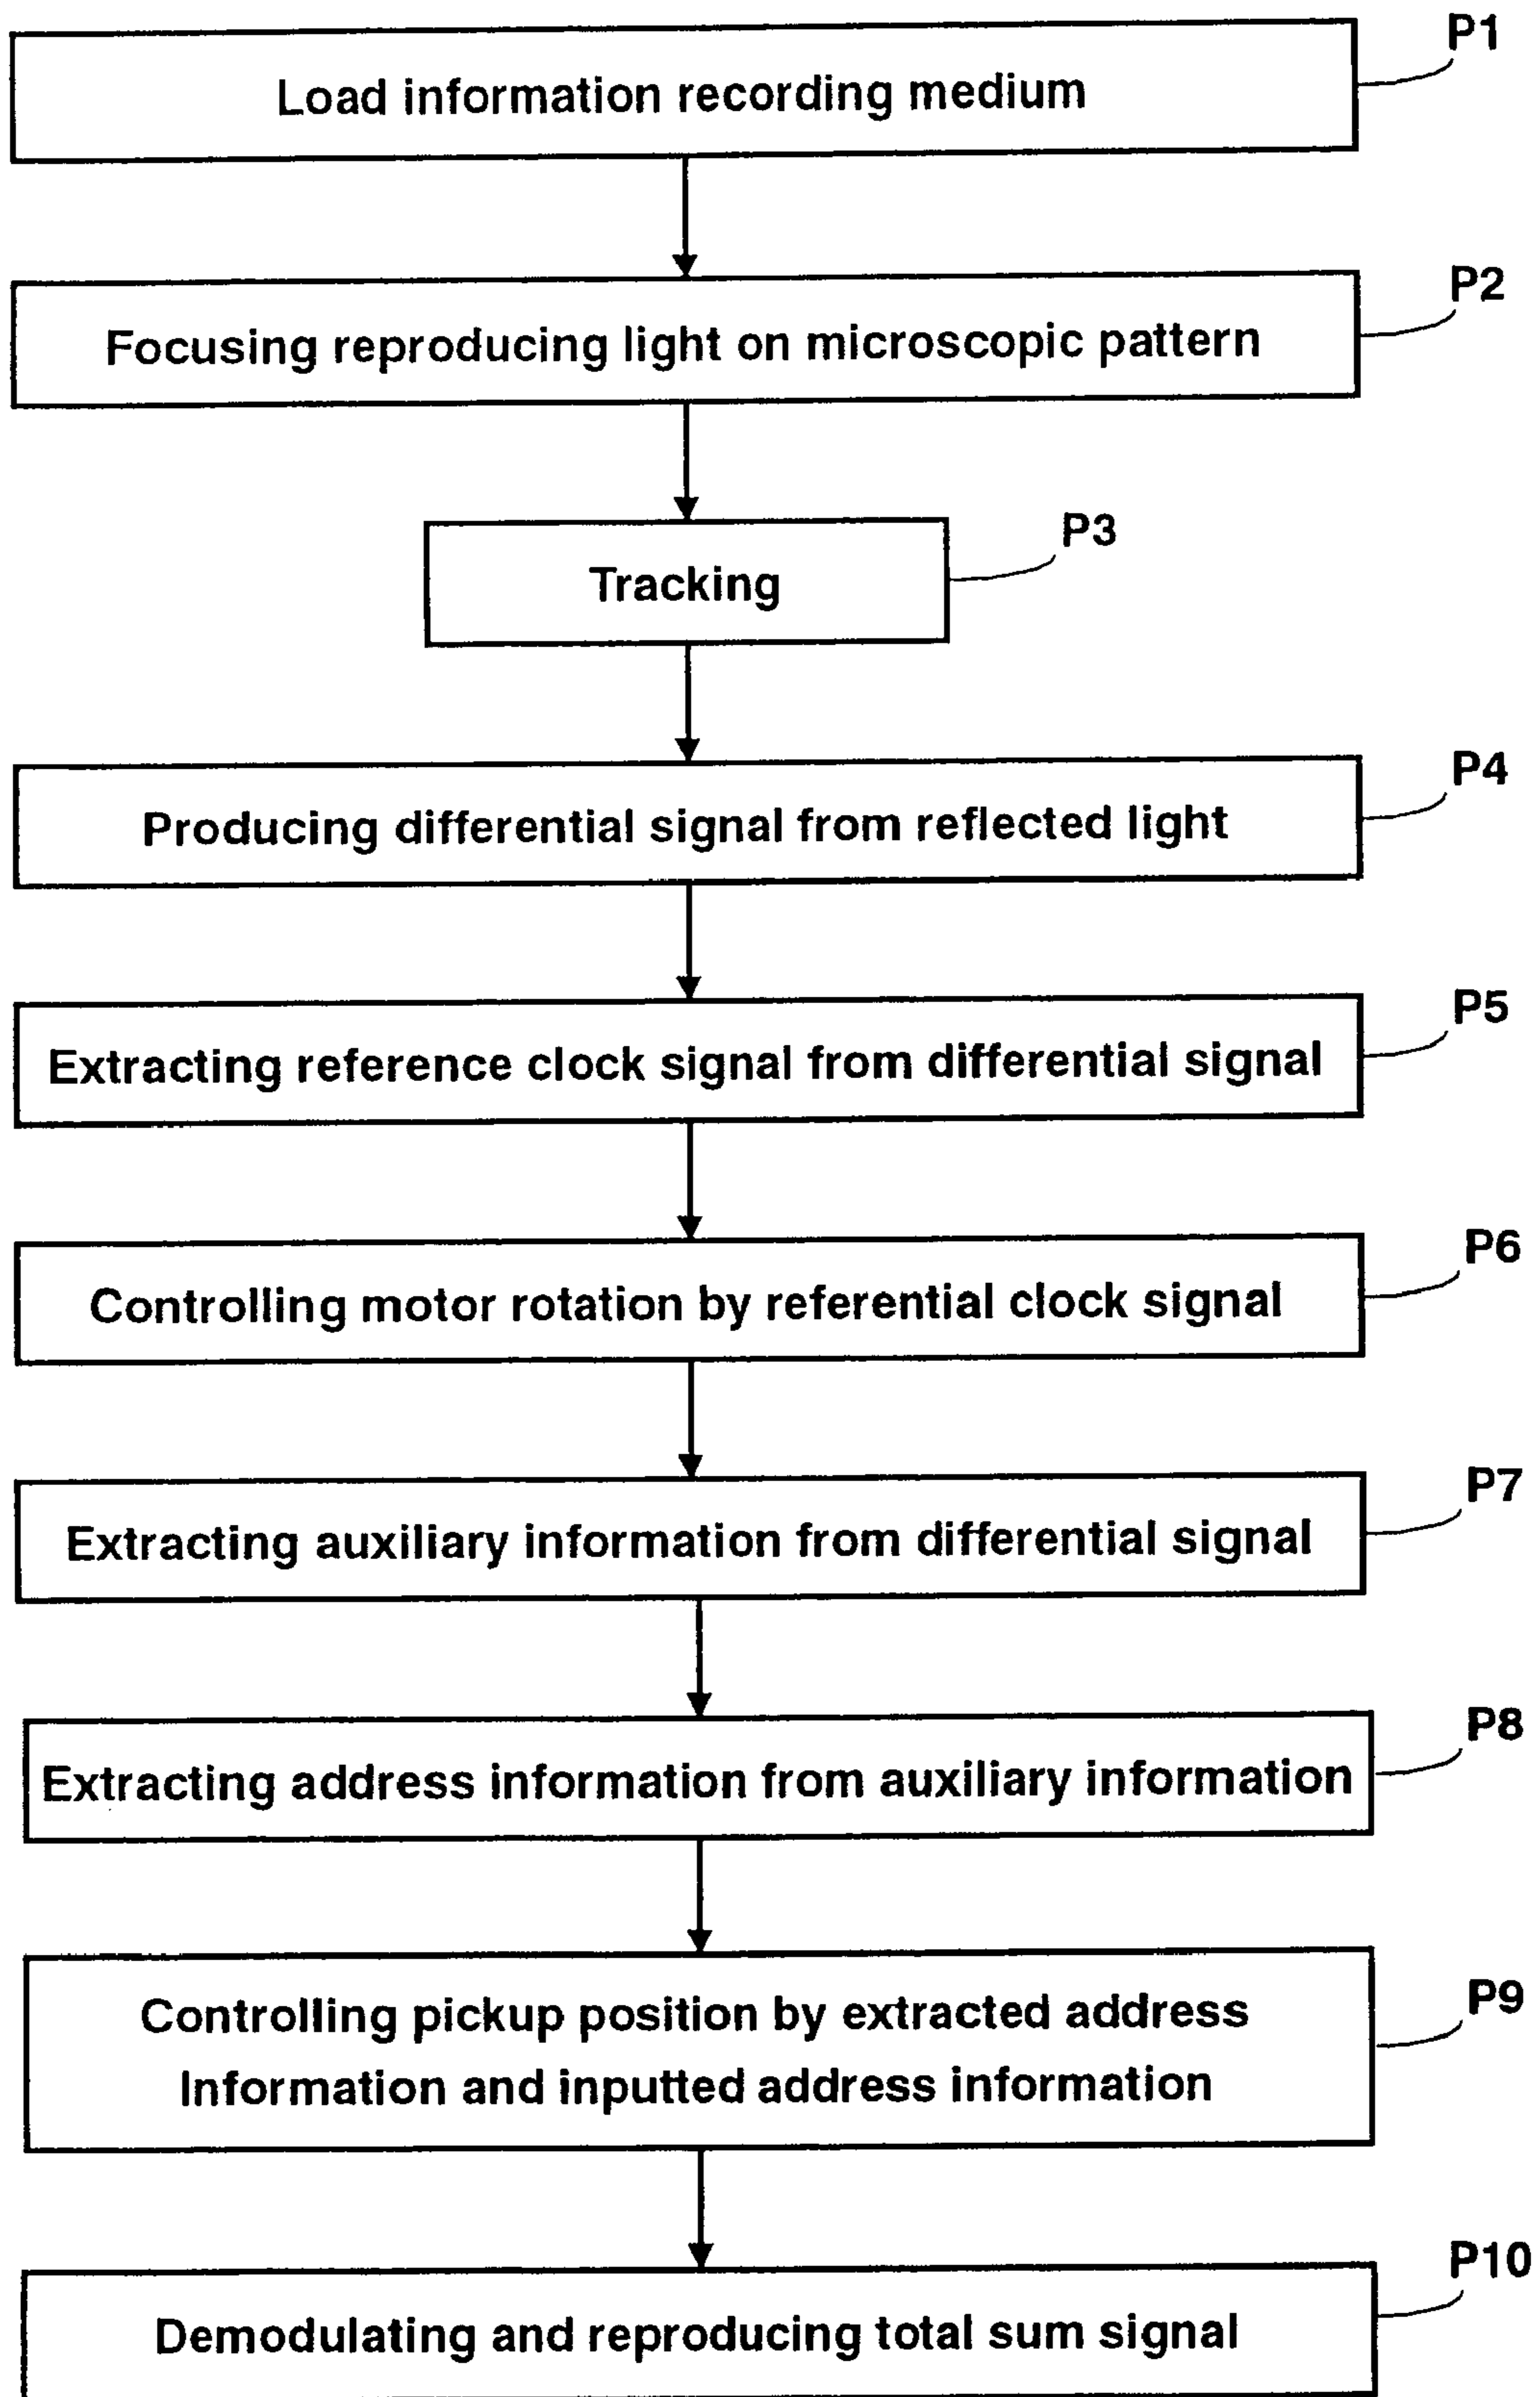 P1
Load information recording medium
P2
Focusing reproducing light on microscopic pattern
P3
Tracking
P4
Producing differential signal from reflected light
P5
Extracting reference clock signal from differential signal
P6
Controlling motor rotation by referential clock signal
P7
Extracting auxiliary information from differential signal
P8
Extracting address information from auxiliary information
P9
Controlling pickup position by extracted address
Information and inputted address information
P10
Demodulating and reproducing total sum signal